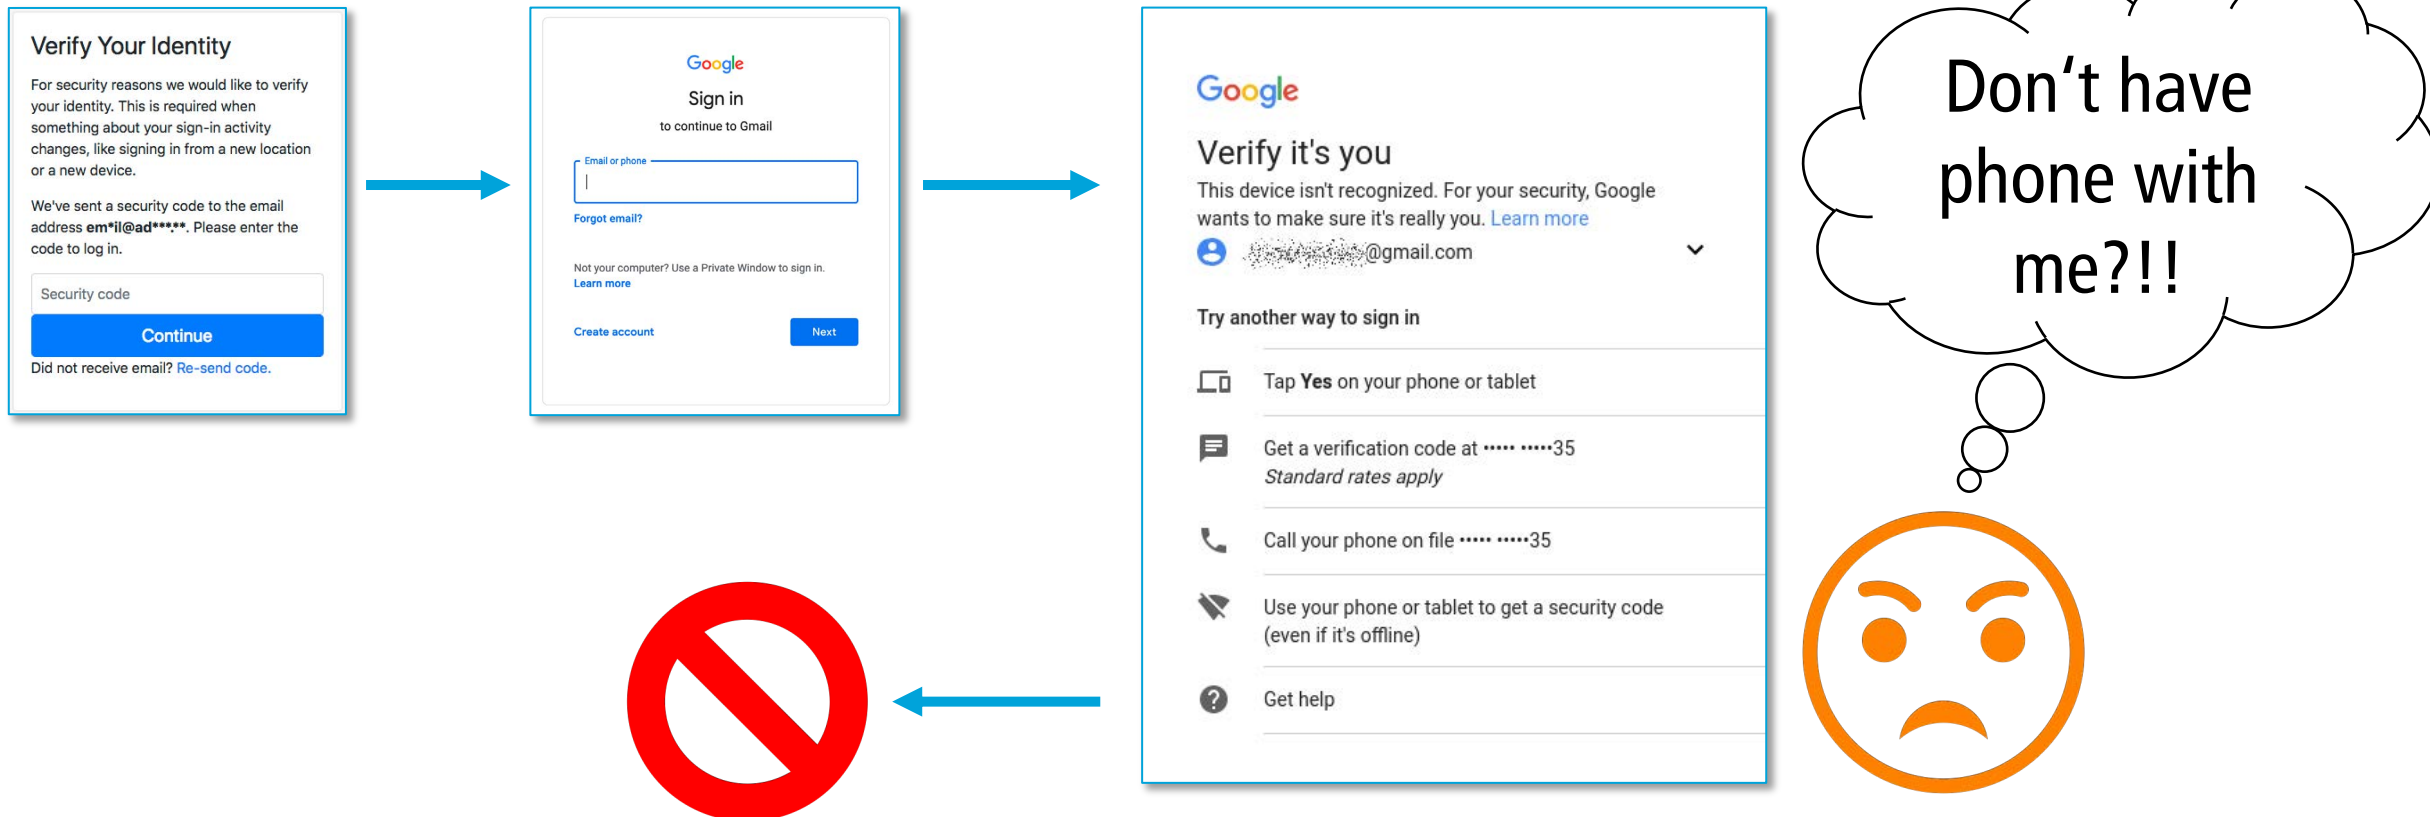 Verify Your Identity
For security reasons we would like to verify
your identity. This is required when
something about your sign-in activity
changes, like signing in from a new location
or a new device.
We've sent a security code to the email
address em*il@ad*****.**. Please enter the
code to log in.
Security code
Continue
Did not receive email? Re-send code.
Google
Sign in
to continue to Gmail
Email or phone
Forgot email?
Not your computer? Use a Private Window to sign in.
Learn more
Create account
Next
Google
Verify it's you
This device isn't recognized. For your security, Google
wants to make sure it's really you. Learn more
@gmail.com
Try another way to sign in
Tap Yes on your phone or tablet
Get a verification code at ••••• •••••35
Standard rates apply
Call your phone on file ••••• •••••35
Use your phone or tablet to get a security code
(even if it's offline)
Get help
Don‘t have
phone with
me?!!